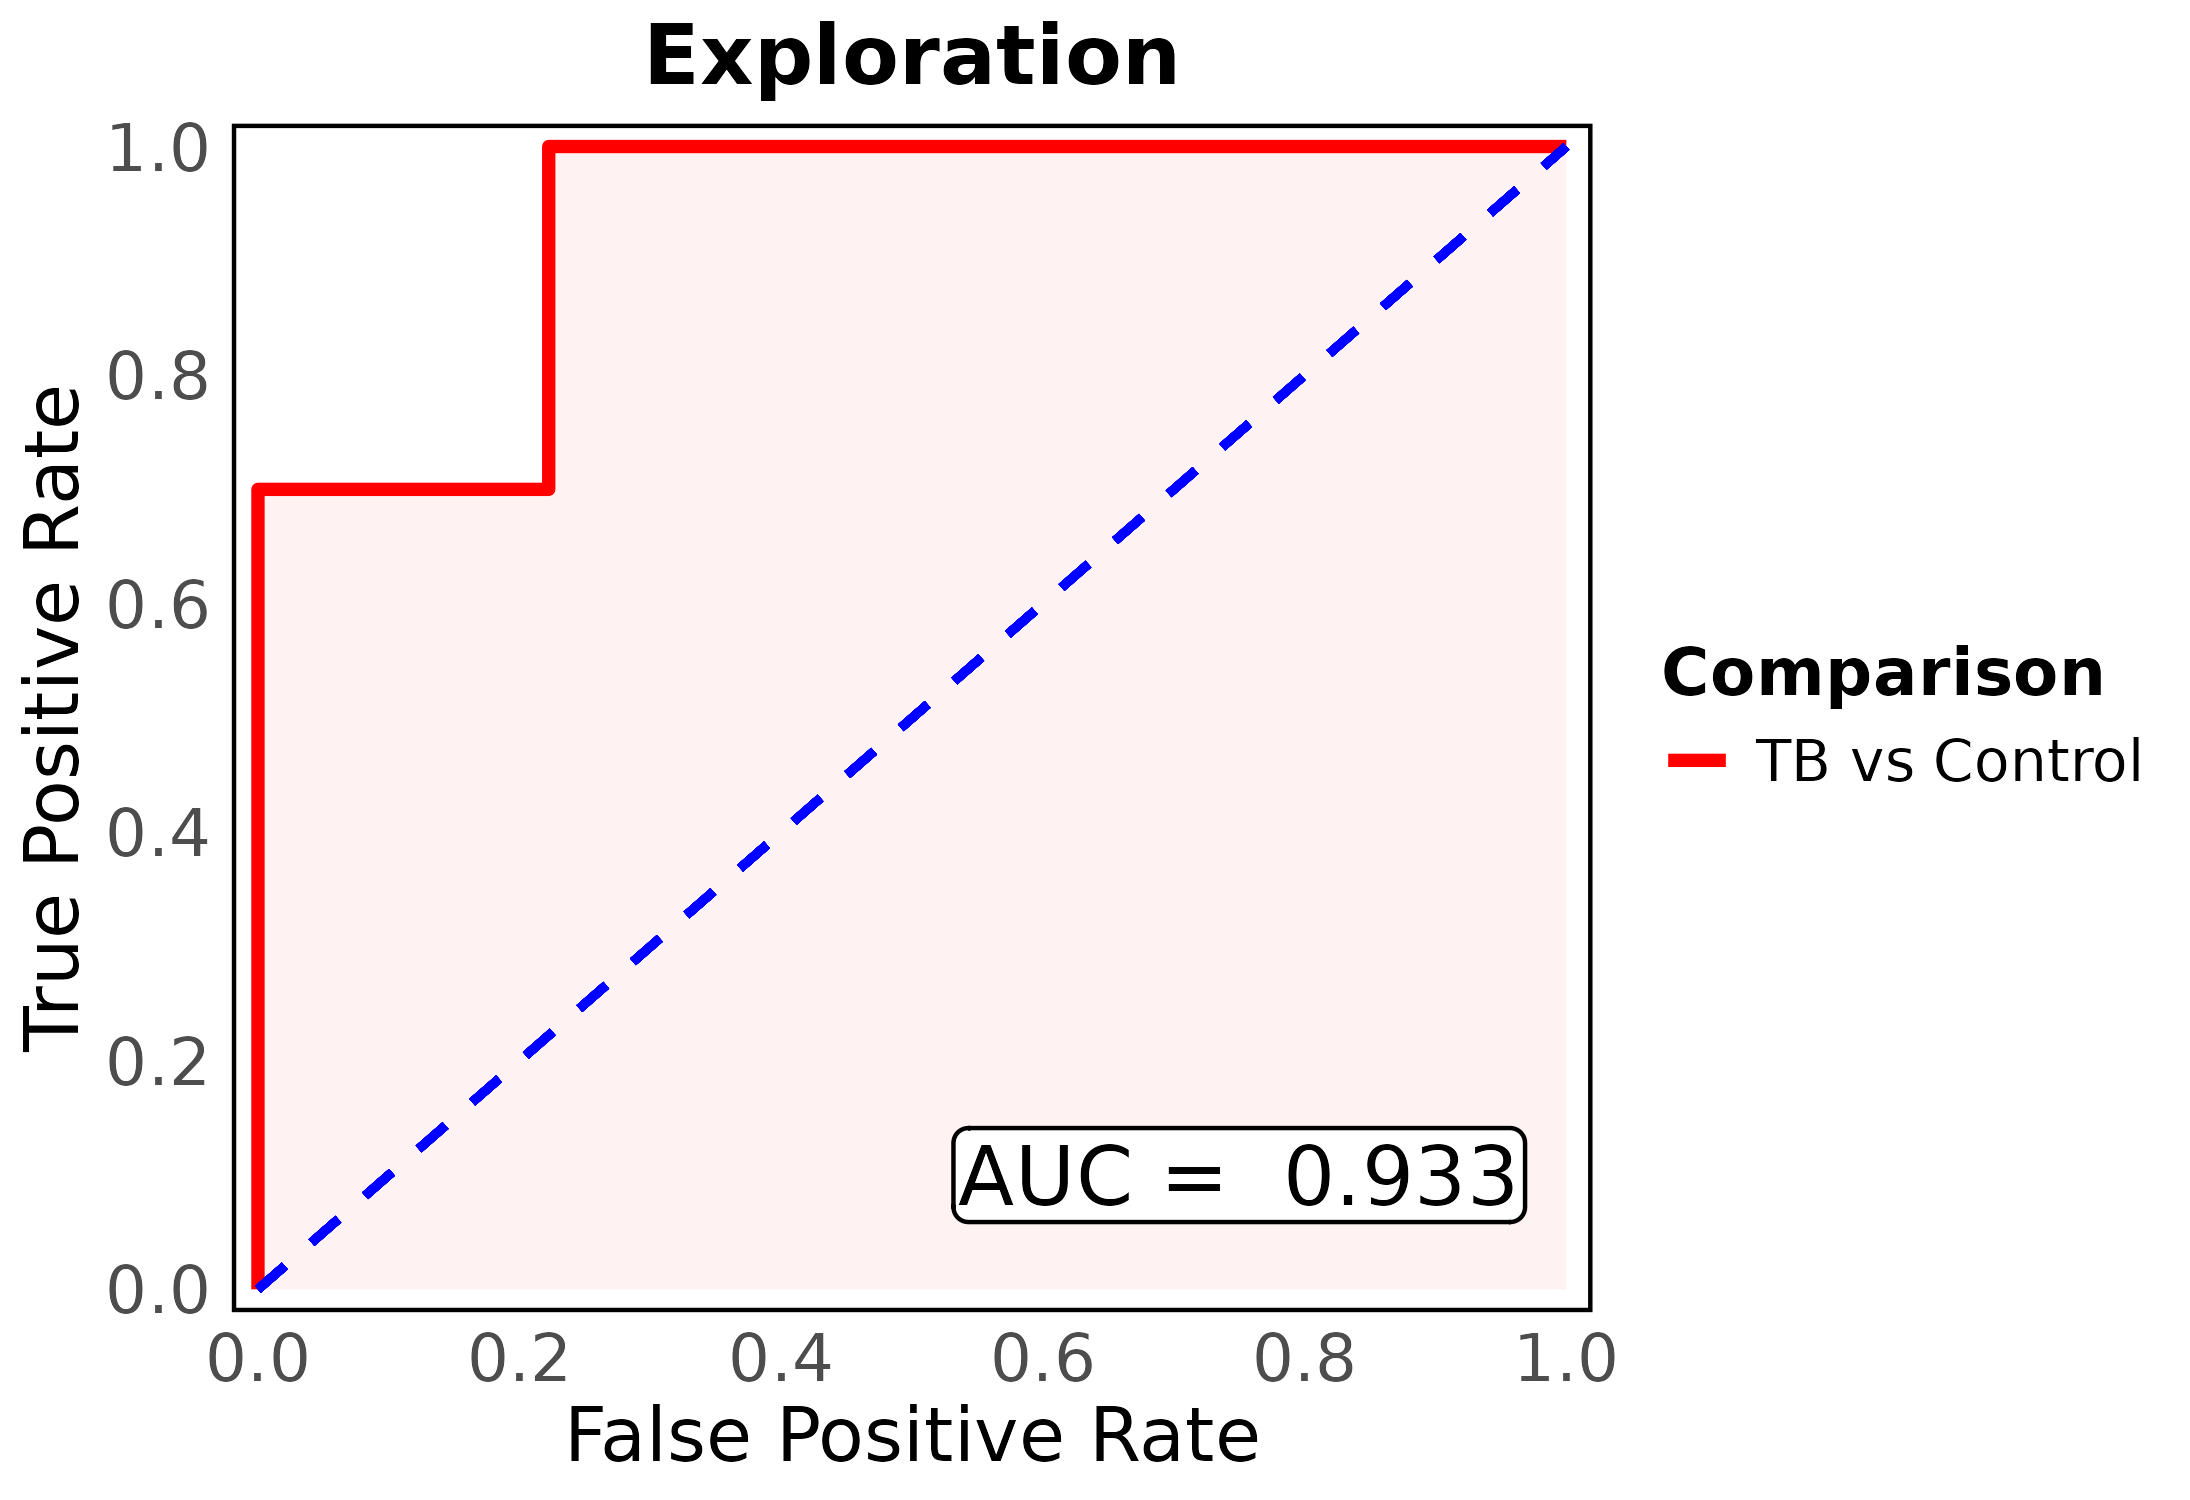 Exploration
True Positive Rate
1.0
0.8
0.6
0.4
0.2
0.0
AUC =  0.933
0.0 0.2 0.4 0.6 0.8 1.0
False Positive Rate
Comparison
TB vs Control